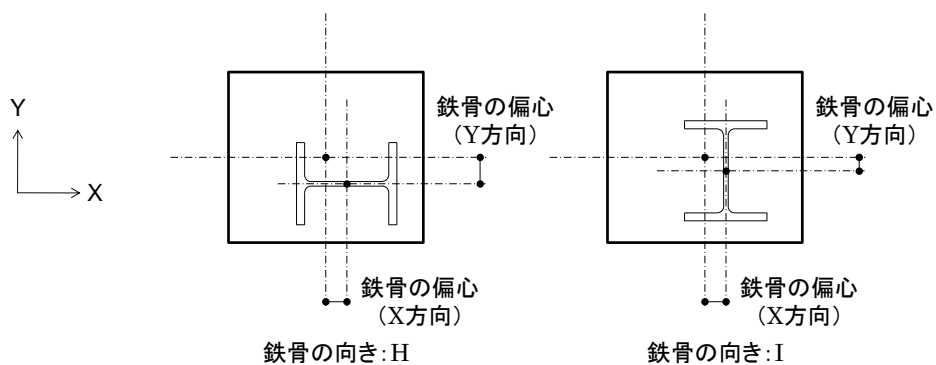 Y
X
鉄骨の偏心
（Y方向）
鉄骨の偏心
（X方向）
鉄骨の向き：H
鉄骨の偏心
（Y方向）
鉄骨の偏心
（X方向）
鉄骨の向き：I